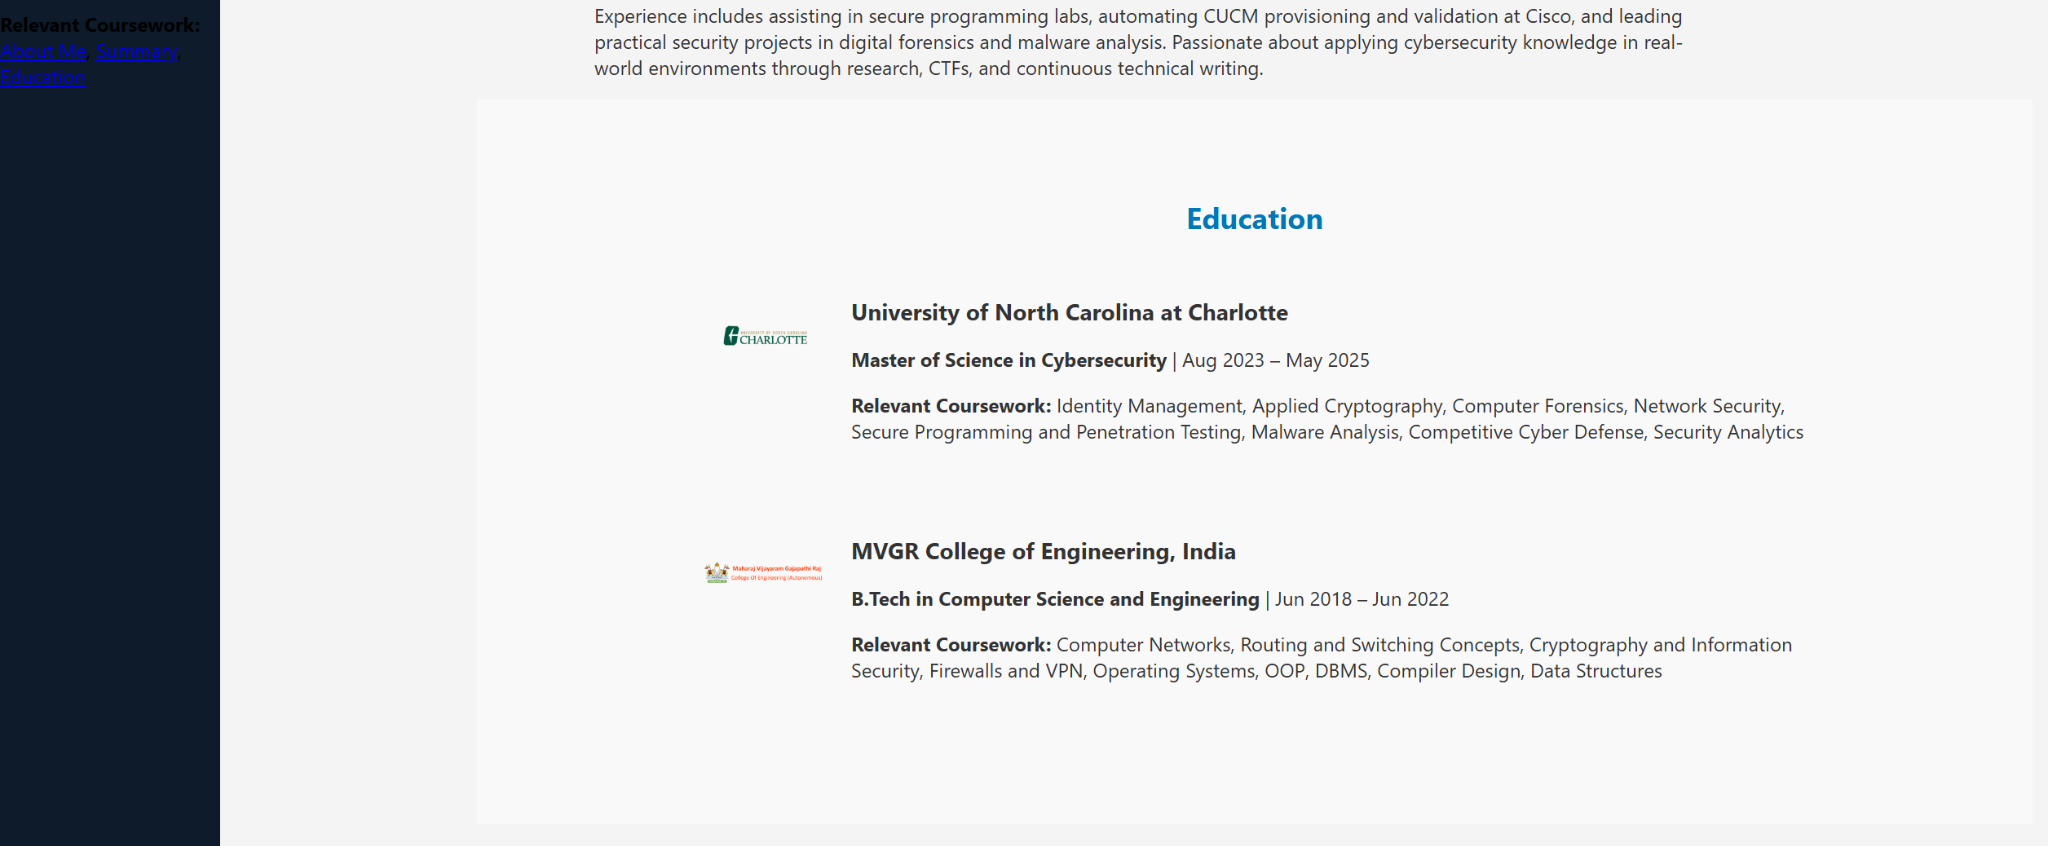 Relevant Coursework:
About Me, Summary,
Education
Experience includes assisting in secure programming labs, automating CUCM provisioning and validation at Cisco, and leading
practical security projects in digital forensics and malware analysis. Passionate about applying cybersecurity knowledge in real-
world environments through research, CTFs, and continuous technical writing.
Education
UNIVERSITY OF NORTH CAROLINA
CHARLOTTE
University of North Carolina at Charlotte
Master of Science in Cybersecurity | Aug 2023 – May 2025
Relevant Coursework: Identity Management, Applied Cryptography, Computer Forensics, Network Security,
Secure Programming and Penetration Testing, Malware Analysis, Competitive Cyber Defense, Security Analytics
Maharaj Vijayaram Gajapathi Raj
College Of Engineering (Autonomous)
MVGR College of Engineering, India
B.Tech in Computer Science and Engineering | Jun 2018 – Jun 2022
Relevant Coursework: Computer Networks, Routing and Switching Concepts, Cryptography and Information
Security, Firewalls and VPN, Operating Systems, OOP, DBMS, Compiler Design, Data Structures